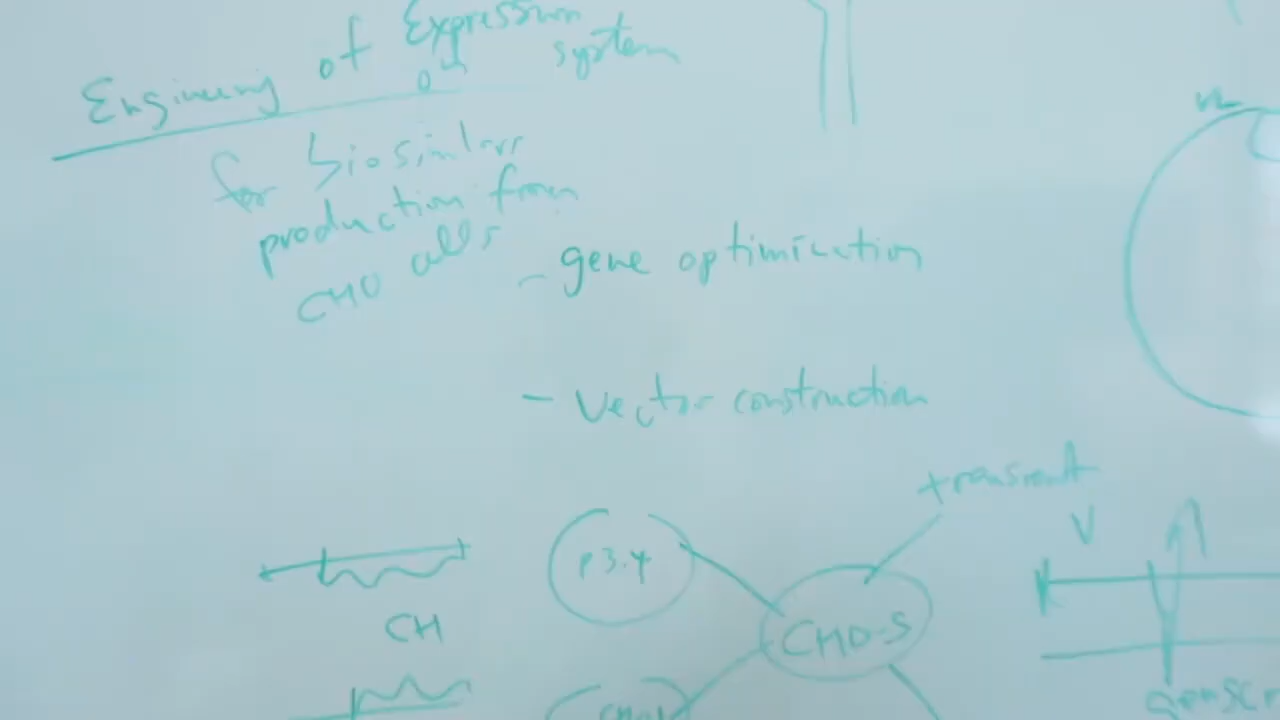 Engineering of Expression system
for biosimilars
production from
CHO cells
- gene optimization
- Vector construction
transient
V
p3.4
CH
CHO-S